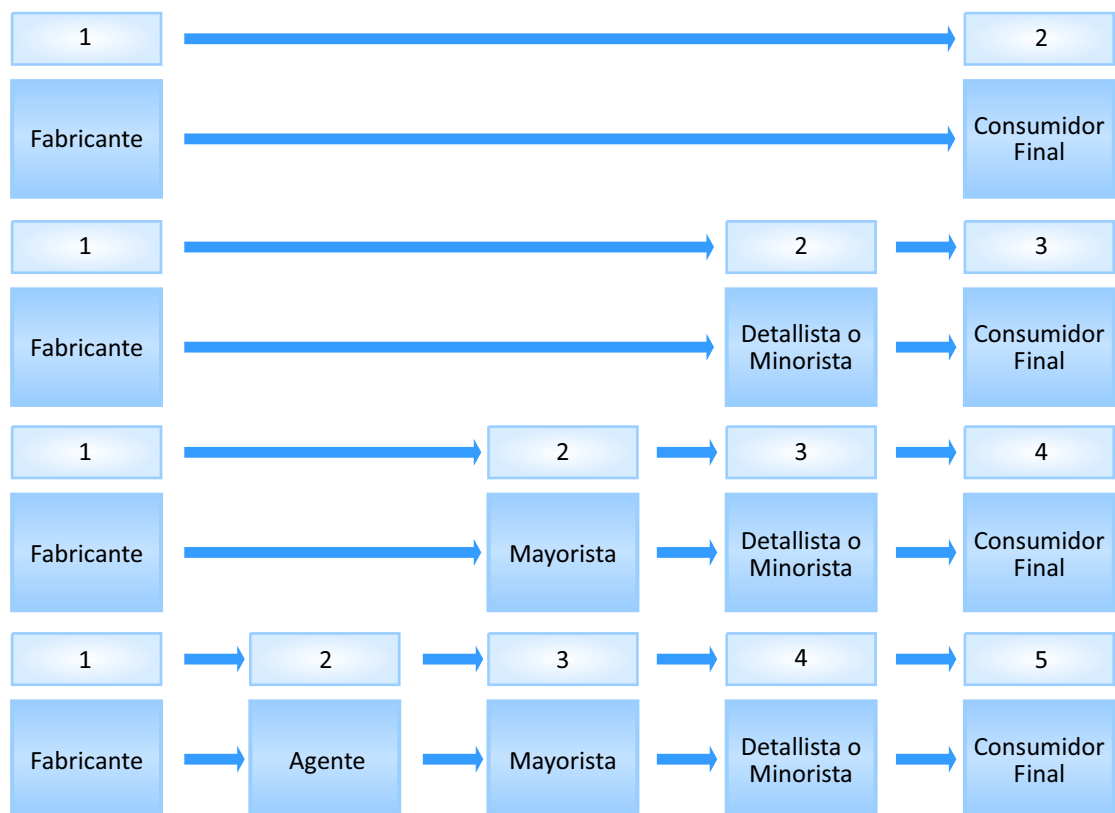 1 2
Fabricante Consumidor
Final
1 2 3
Fabricante Detallista o
Minorista Consumidor
Final
1 2 3 4
Fabricante Mayorista Detallista o
Minorista Consumidor
Final
1 2 3 4 5
Fabricante Agente Mayorista Detallista o
Minorista Consumidor
Final